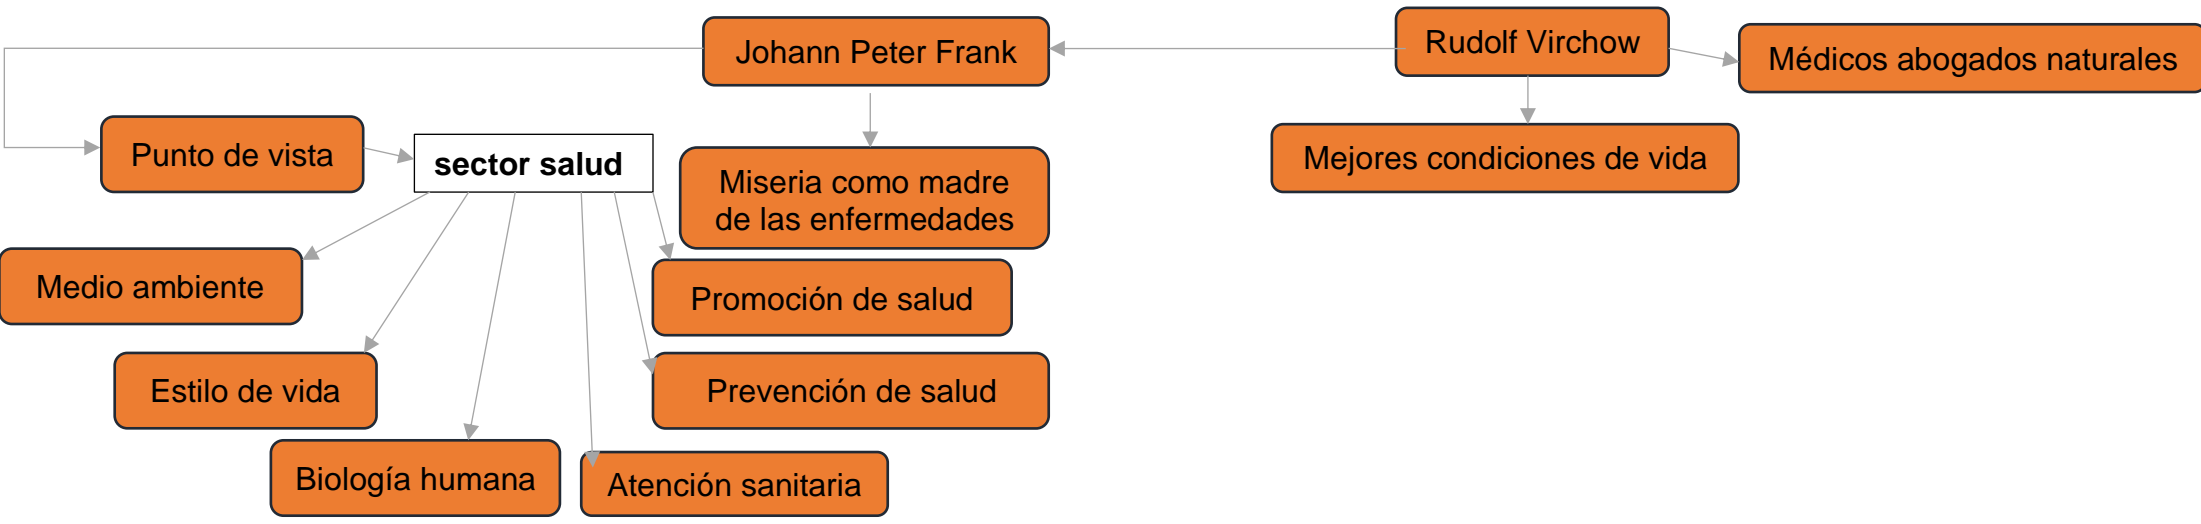 Johann Peter Frank
Rudolf Virchow
Médicos abogados naturales
Punto de vista
sector salud
Miseria como madre
de las enfermedades
Mejores condiciones de vida
Medio ambiente
Promoción de salud
Estilo de vida
Prevención de salud
Biología humana
Atención sanitaria